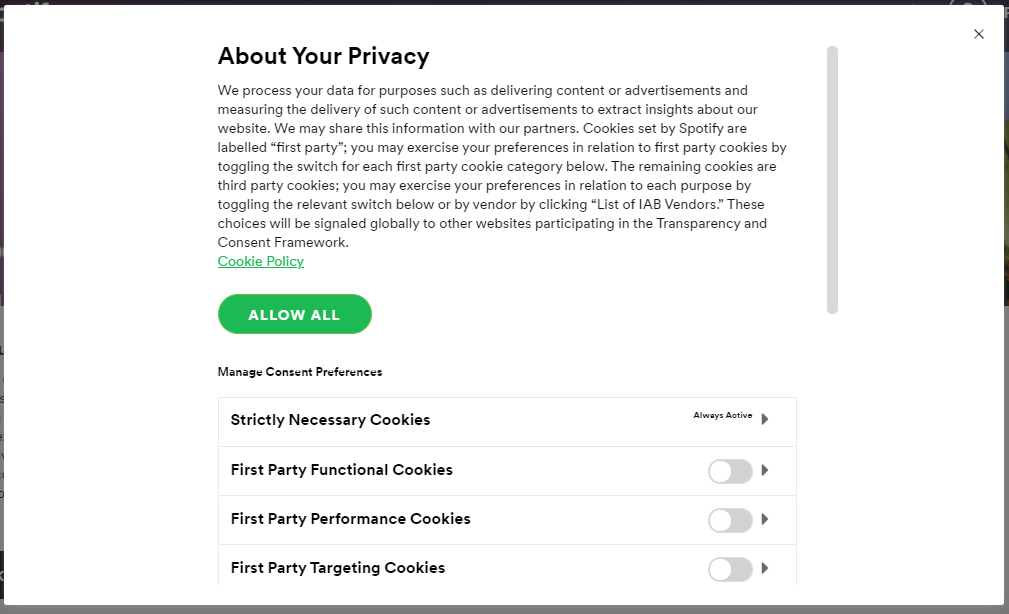 About Your Privacy
We process your data for purposes such as delivering content or advertisements and
measuring the delivery of such content or advertisements to extract insights about our
website. We may share this information with our partners. Cookies set by Spotify are
labelled “first party”; you may exercise your preferences in relation to first party cookies by
toggling the switch for each first party cookie category below. The remaining cookies are
third party cookies; you may exercise your preferences in relation to each purpose by
toggling the relevant switch below or by vendor by clicking “List of IAB Vendors.” These
choices will be signaled globally to other websites participating in the Transparency and
Consent Framework.
Cookie Policy
ALLOW ALL
Manage Consent Preferences
Strictly Necessary Cookies Always Active
First Party Functional Cookies
First Party Performance Cookies
First Party Targeting Cookies